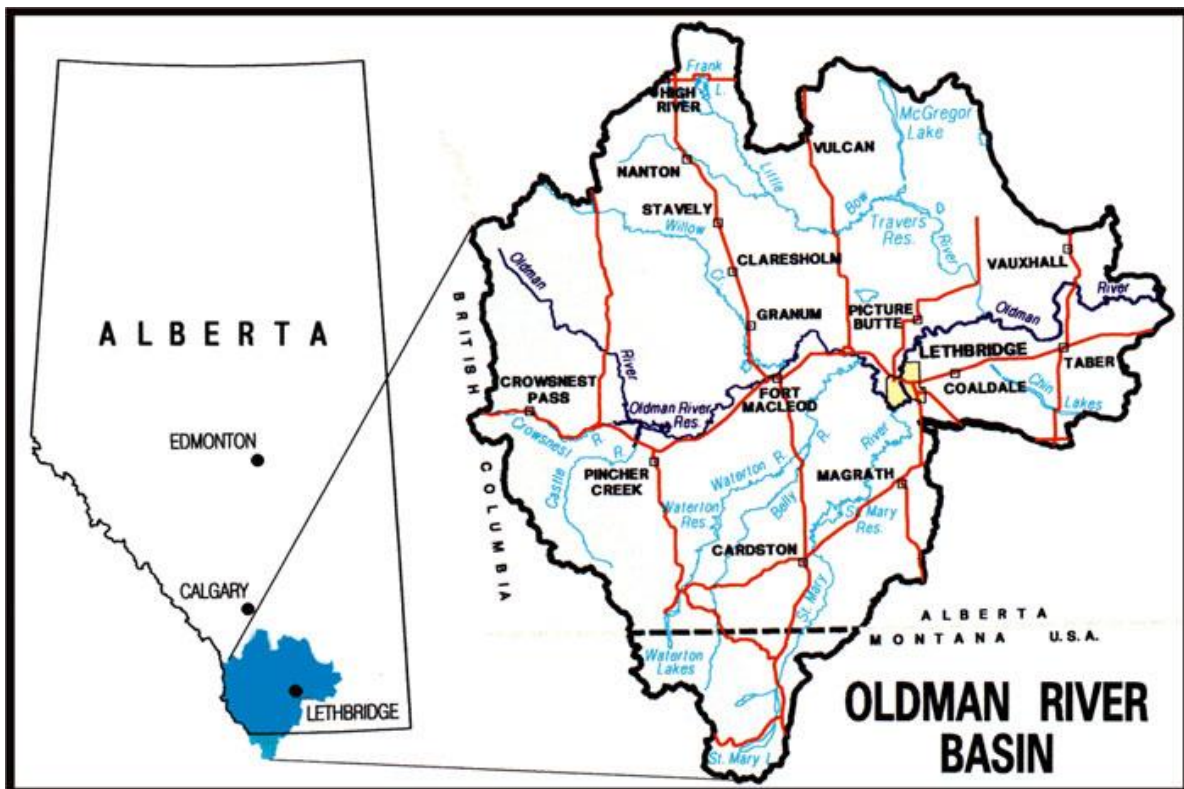 ALBERTA
EDMONTON
CALGARY
LETHBRIDGE
BRITISH
COLUMBIA
Frank
L.
HIGH
RIVER
McGregor
Lake
VULCAN
NANTON
Little
Bow
River
STAVELY
Willow
Cr.
Travers
Res.
D
CLARESHOLM
VAUXHALL
Oldman
River
GRANUM
PICTURE
BUTTE
Oldman
River
LETHBRIDGE
TABER
COALDALE
Chin
Lakes
CROWSNEST
PASS
Oldman River
Res.
FORT
MACLEOD
Crowsnest
R.
Castle
R.
PINCHER
CREEK
Waterton R.
Waterton
Res.
Belly
R.
River
MAGRATH
St. Mary
Res.
CARDSTON
St. Mary
ALBERTA
MONTANA U.S.A.
Waterton
Lakes
St. Mary L.
OLDMAN RIVER
BASIN